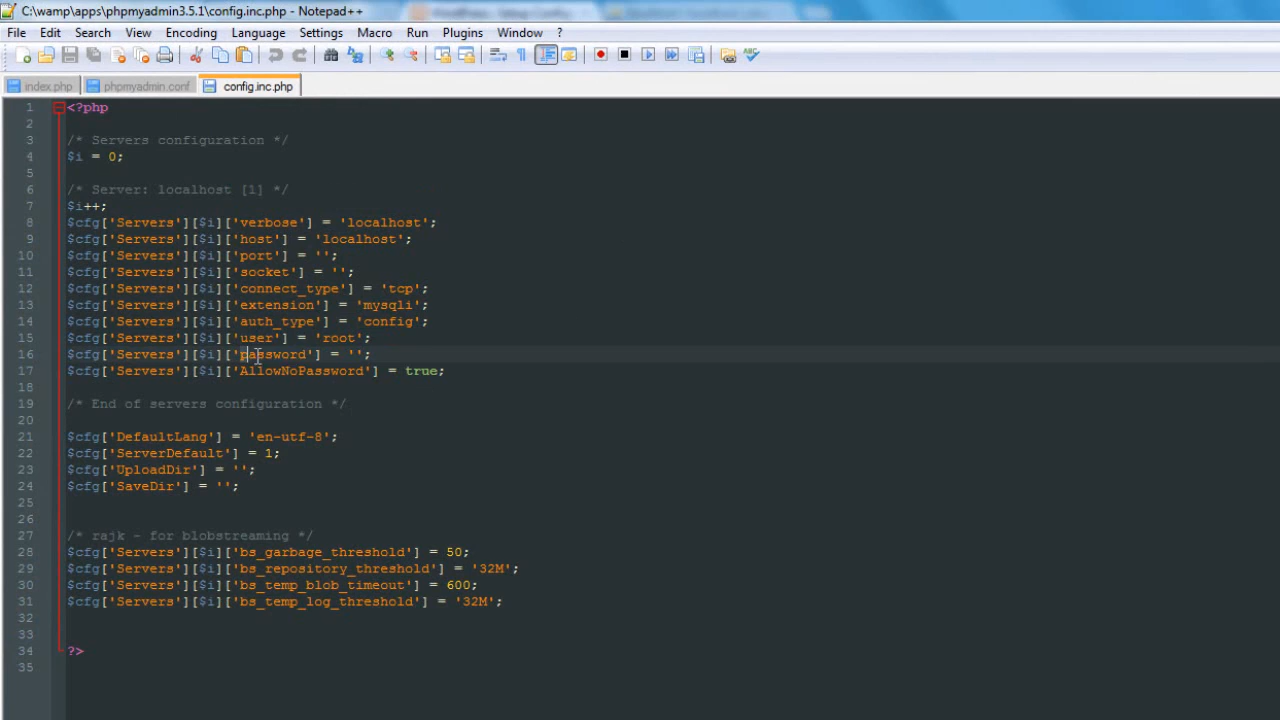 C:\wamp\apps\phpmyadmin3.5.1\config.inc.php - Notepad++
File Edit Search View Encoding Language Settings Macro Run Plugins Window ?
index.php phpmyadmin.conf config.inc.php
1 <?php
2
3 /* Servers configuration */
4 $i = 0;
5
6 /* Server: localhost [1] */
7 $i++;
8 $cfg['Servers'][$i]['verbose'] = 'localhost';
9 $cfg['Servers'][$i]['host'] = 'localhost';
10 $cfg['Servers'][$i]['port'] = '';
11 $cfg['Servers'][$i]['socket'] = '';
12 $cfg['Servers'][$i]['connect_type'] = 'tcp';
13 $cfg['Servers'][$i]['extension'] = 'mysqli';
14 $cfg['Servers'][$i]['auth_type'] = 'config';
15 $cfg['Servers'][$i]['user'] = 'root';
16 $cfg['Servers'][$i]['password'] = '';
17 $cfg['Servers'][$i]['AllowNoPassword'] = true;
18
19 /* End of servers configuration */
20
21 $cfg['DefaultLang'] = 'en-utf-8';
22 $cfg['ServerDefault'] = 1;
23 $cfg['UploadDir'] = '';
24 $cfg['SaveDir'] = '';
25
26
27 /* rajk - for blobstreaming */
28 $cfg['Servers'][$i]['bs_garbage_threshold'] = 50;
29 $cfg['Servers'][$i]['bs_repository_threshold'] = '32M';
30 $cfg['Servers'][$i]['bs_temp_blob_timeout'] = 600;
31 $cfg['Servers'][$i]['bs_temp_log_threshold'] = '32M';
32
33
34 ?>
35